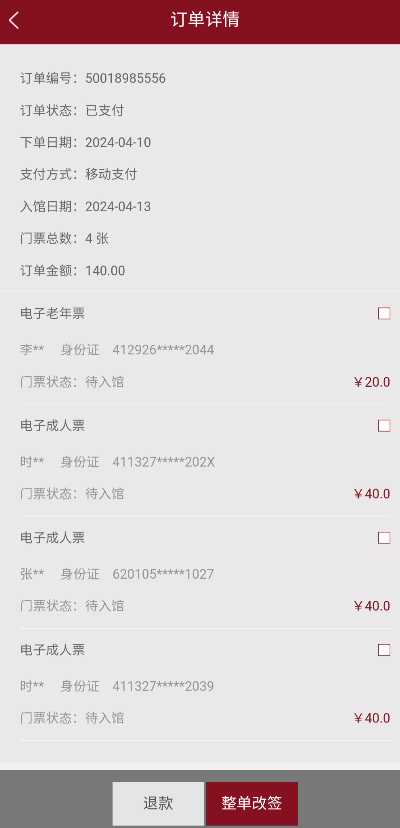 订单详情
订单编号：50018985556
订单状态：已支付
下单日期：2024-04-10
支付方式：移动支付
入馆日期：2024-04-13
门票总数：4 张
订单金额：140.00
电子老年票
李** 身份证 412926*****2044
门票状态：待入馆 ￥20.0
电子成人票
时** 身份证 411327*****202X
门票状态：待入馆 ￥40.0
电子成人票
张** 身份证 620105*****1027
门票状态：待入馆 ￥40.0
电子成人票
时** 身份证 411327*****2039
门票状态：待入馆 ￥40.0
退款 整单改签